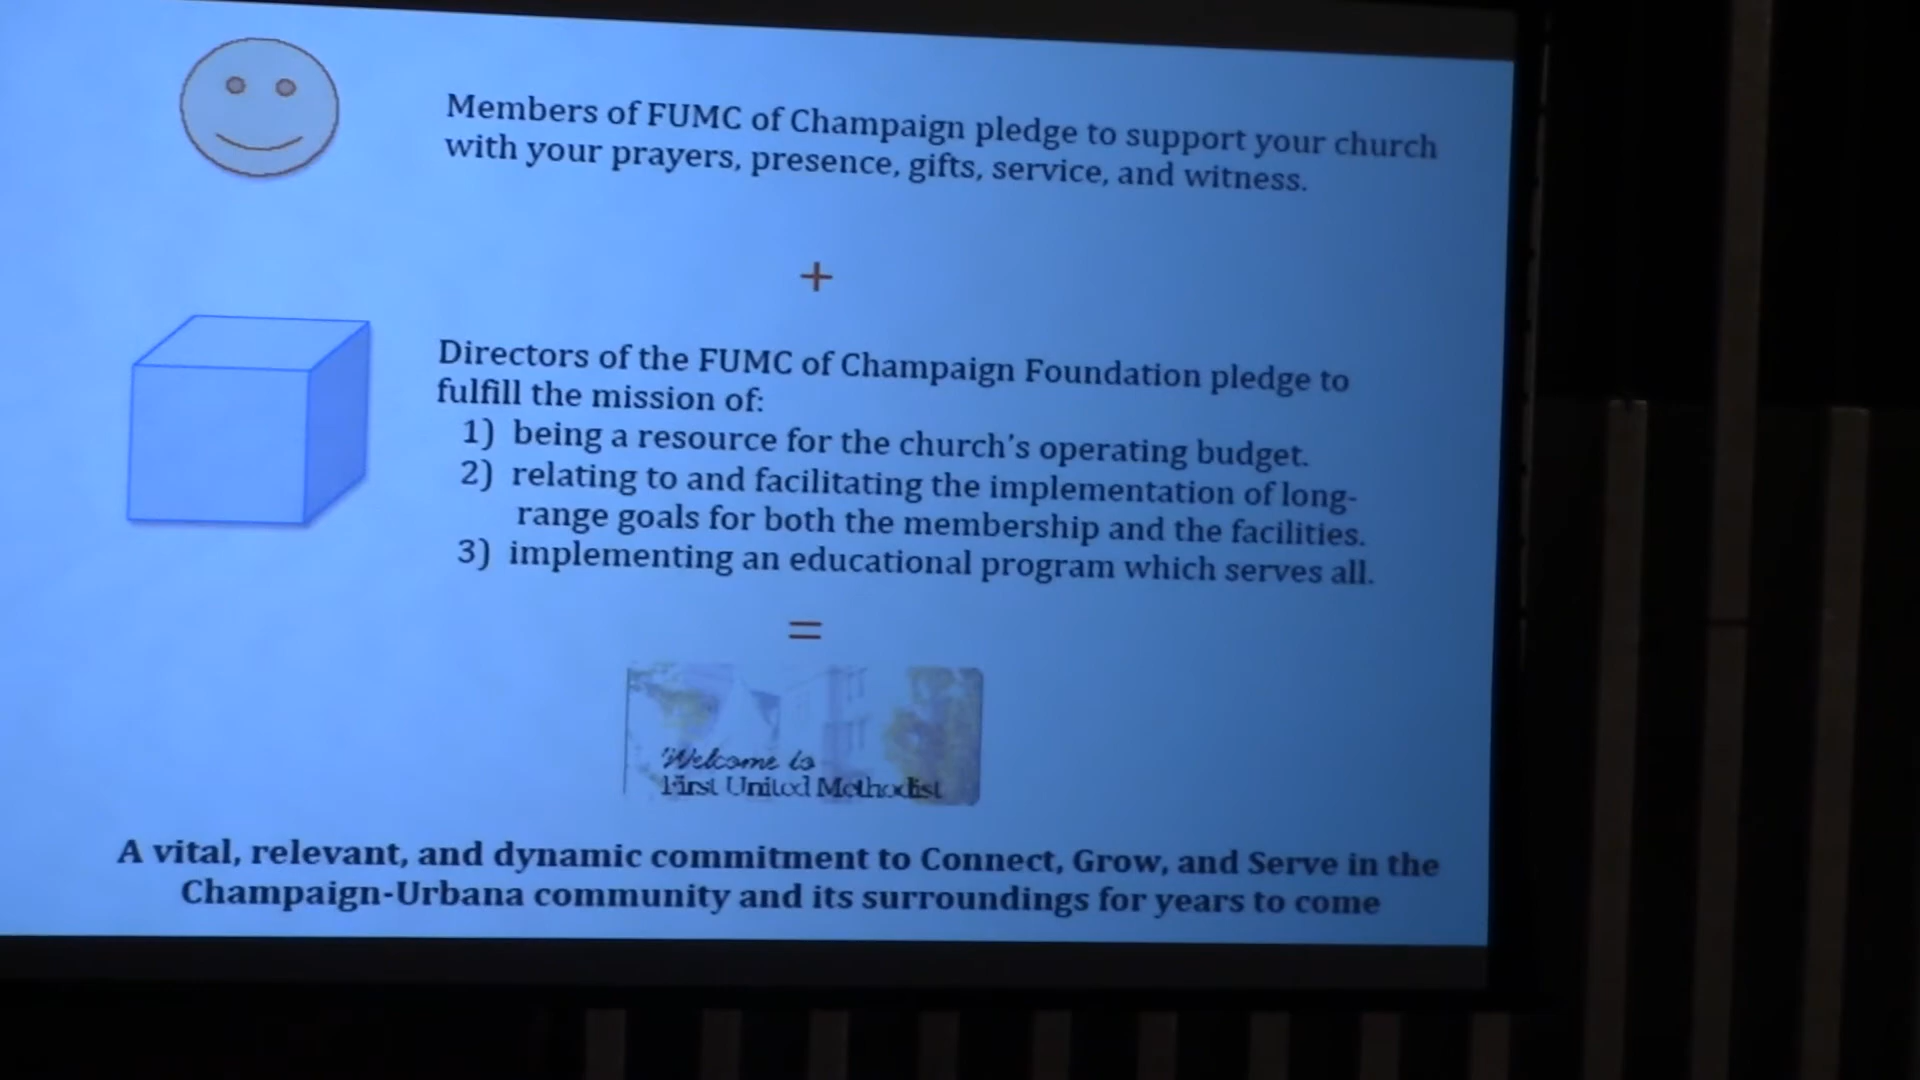 Members of FUMC of Champaign pledge to support your church
with your prayers, presence, gifts, service, and witness.
+
Directors of the FUMC of Champaign Foundation pledge to
fulfill the mission of:
1) being a resource for the church's operating budget.
2) relating to and facilitating the implementation of long-
range goals for both the membership and the facilities.
3) implementing an educational program which serves all.
=
Welcome to
First United Methodist
A vital, relevant, and dynamic commitment to Connect, Grow, and Serve in the
Champaign-Urbana community and its surroundings for years to come